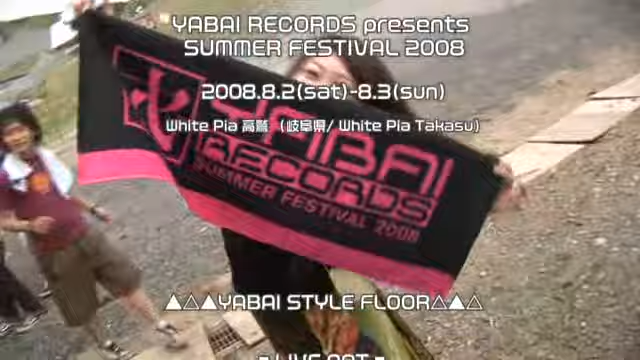 YABAI RECORDS presents
SUMMER FESTIVAL 2008
2008.8.2(sat)-8.3(sun)
White Pia 高鷲 （岐阜県/ White Pia Takasu）
YABAI
RECORDS
SUMMER FESTIVAL 2008
▲△▲YABAI STYLE FLOOR△▲△